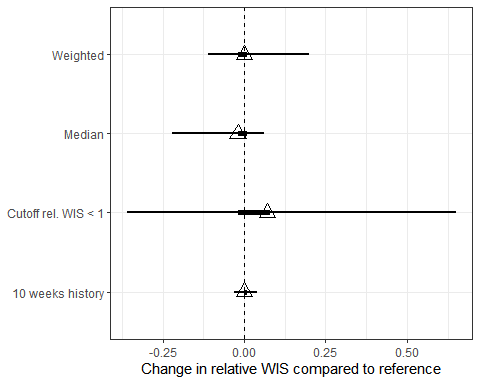 Weighted
Median
Cutoff rel. WIS < 1
10 weeks history
-0.25 0.00 0.25 0.50
Change in relative WIS compared to reference